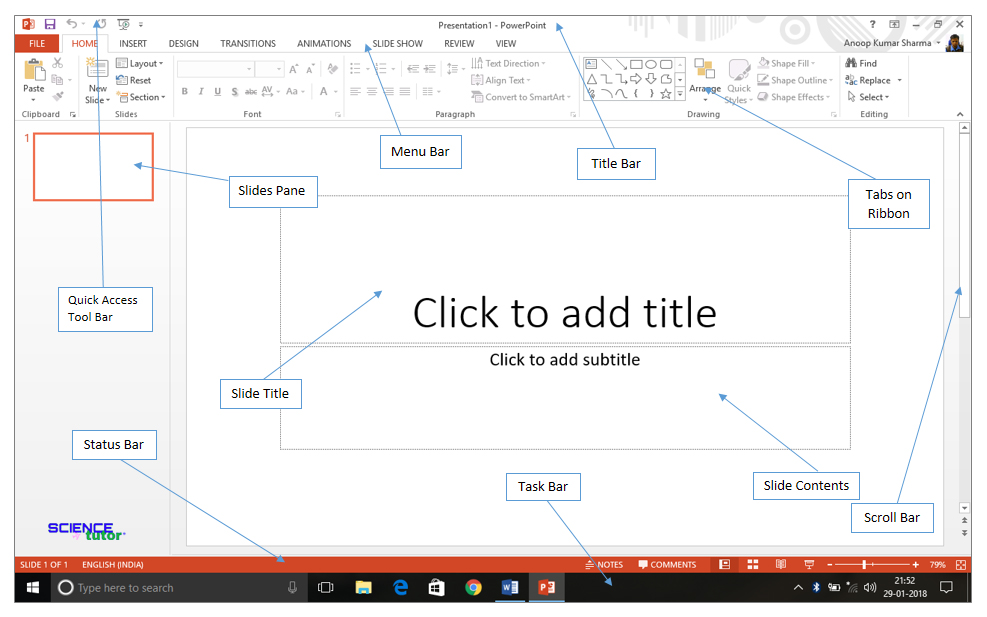 Presentation1 - PowerPoint
FILE HOME INSERT DESIGN TRANSITIONS ANIMATIONS SLIDE SHOW REVIEW VIEW Anoop Kumar Sharma
Paste
New
Slide
Layout
Reset
Section
B I U S abc AV Aa A
Text Direction
Align Text
Convert to SmartArt
Arrange
Quick
Styles
Shape Fill
Shape Outline
Shape Effects
Find
Replace
Select
Clipboard Slides Font Paragraph Drawing Editing
1
Menu Bar
Title Bar
Slides Pane
Tabs on
Ribbon
Quick Access
Tool Bar
Click to add title
Click to add subtitle
Slide Title
Status Bar
Task Bar
Slide Contents
Scroll Bar
SCIENCE
tutor
SLIDE 1 OF 1 ENGLISH (INDIA) NOTES COMMENTS 79%
Type here to search
21:52
29-01-2018